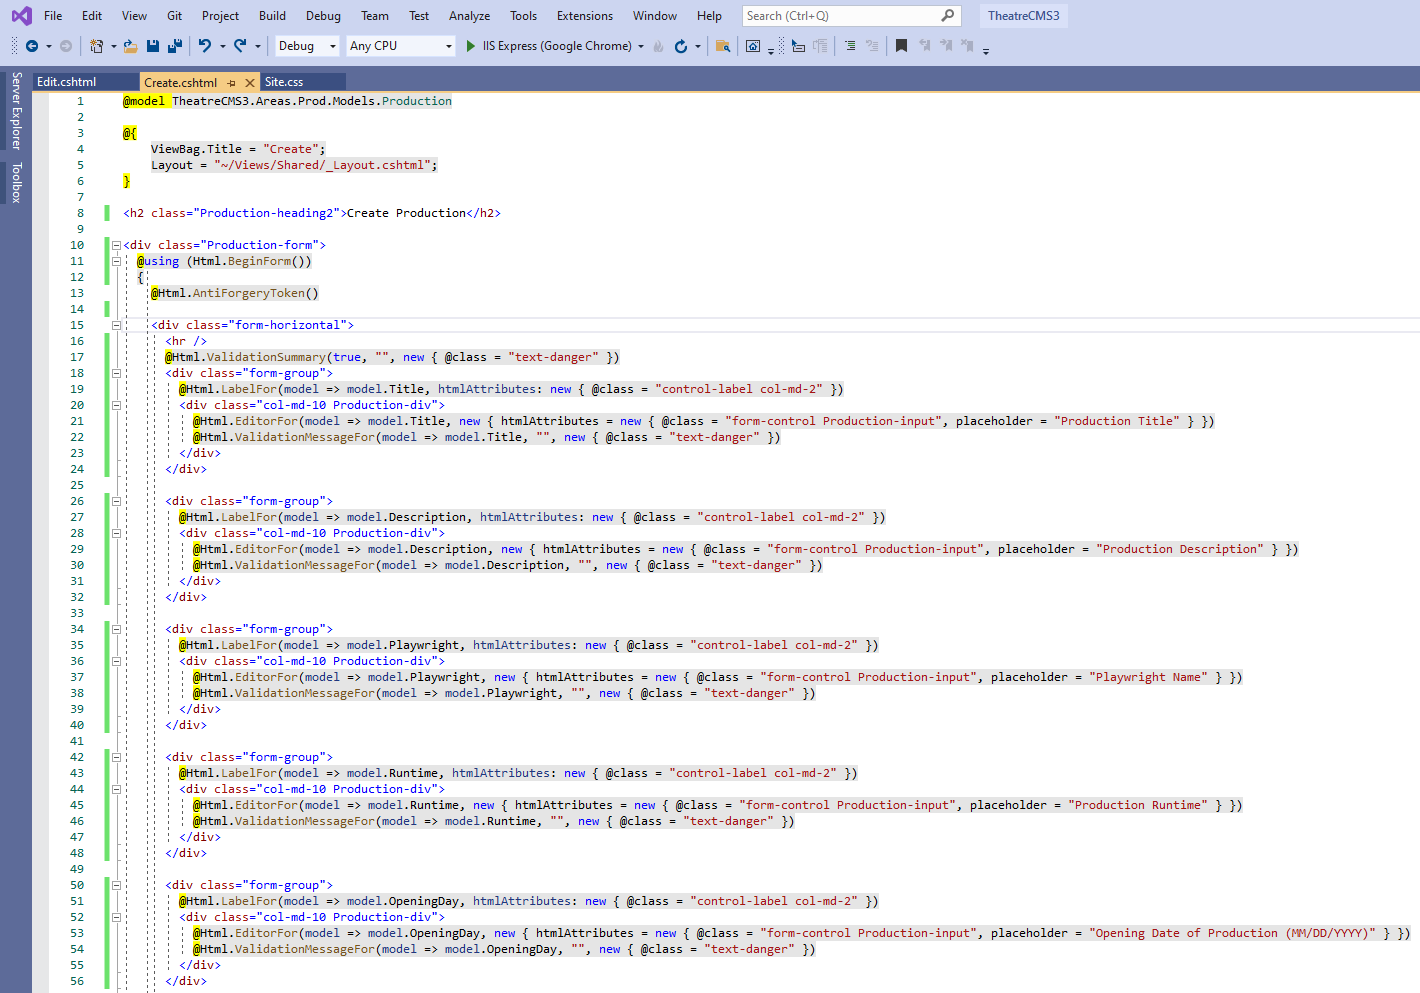 File Edit View Git Project Build Debug Team Test Analyze Tools Extensions Window Help Search (Ctrl+Q) TheatreCMS3
Debug Any CPU IIS Express (Google Chrome)
Server Explorer
Toolbox
Edit.cshtml Create.cshtml Site.css
1 @model TheatreCMS3.Areas.Prod.Models.Production
2
3 @{
4 ViewBag.Title = "Create";
5 Layout = "~/Views/Shared/_Layout.cshtml";
6 }
7
8 <h2 class="Production-heading2">Create Production</h2>
9
10 <div class="Production-form">
11 @using (Html.BeginForm())
12 {
13 @Html.AntiForgeryToken()
14
15 <div class="form-horizontal">
16 <hr />
17 @Html.ValidationSummary(true, "", new { @class = "text-danger" })
18 <div class="form-group">
19 @Html.LabelFor(model => model.Title, htmlAttributes: new { @class = "control-label col-md-2" })
20 <div class="col-md-10 Production-div">
21 @Html.EditorFor(model => model.Title, new { htmlAttributes = new { @class = "form-control Production-input", placeholder = "Production Title" } })
22 @Html.ValidationMessageFor(model => model.Title, "", new { @class = "text-danger" })
23 </div>
24 </div>
25
26 <div class="form-group">
27 @Html.LabelFor(model => model.Description, htmlAttributes: new { @class = "control-label col-md-2" })
28 <div class="col-md-10 Production-div">
29 @Html.EditorFor(model => model.Description, new { htmlAttributes = new { @class = "form-control Production-input", placeholder = "Production Description" } })
30 @Html.ValidationMessageFor(model => model.Description, "", new { @class = "text-danger" })
31 </div>
32 </div>
33
34 <div class="form-group">
35 @Html.LabelFor(model => model.Playwright, htmlAttributes: new { @class = "control-label col-md-2" })
36 <div class="col-md-10 Production-div">
37 @Html.EditorFor(model => model.Playwright, new { htmlAttributes = new { @class = "form-control Production-input", placeholder = "Playwright Name" } })
38 @Html.ValidationMessageFor(model => model.Playwright, "", new { @class = "text-danger" })
39 </div>
40 </div>
41
42 <div class="form-group">
43 @Html.LabelFor(model => model.Runtime, htmlAttributes: new { @class = "control-label col-md-2" })
44 <div class="col-md-10 Production-div">
45 @Html.EditorFor(model => model.Runtime, new { htmlAttributes = new { @class = "form-control Production-input", placeholder = "Production Runtime" } })
46 @Html.ValidationMessageFor(model => model.Runtime, "", new { @class = "text-danger" })
47 </div>
48 </div>
49
50 <div class="form-group">
51 @Html.LabelFor(model => model.OpeningDay, htmlAttributes: new { @class = "control-label col-md-2" })
52 <div class="col-md-10 Production-div">
53 @Html.EditorFor(model => model.OpeningDay, new { htmlAttributes = new { @class = "form-control Production-input", placeholder = "Opening Date of Production (MM/DD/YYYY)" } })
54 @Html.ValidationMessageFor(model => model.OpeningDay, "", new { @class = "text-danger" })
55 </div>
56 </div>